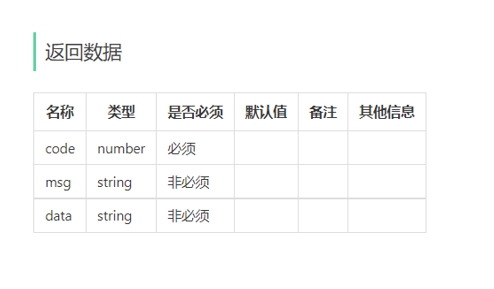 返回数据
名称 类型 是否必须 默认值 备注 其他信息
code number 必须
msg string 非必须
data string 非必须